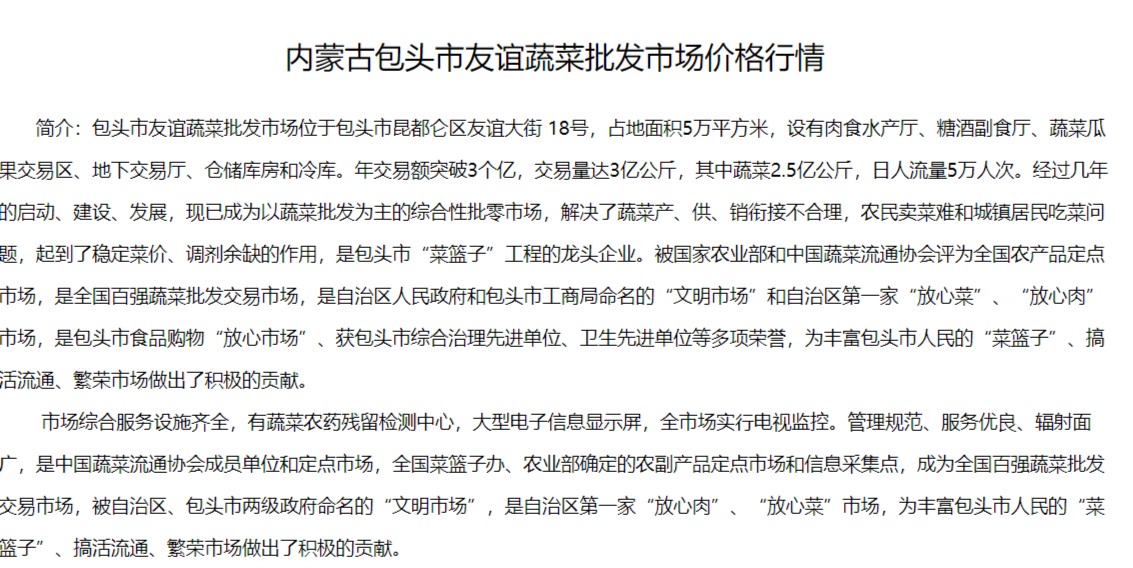 内蒙古包头市友谊蔬菜批发市场价格行情
简介：包头市友谊蔬菜批发市场位于包头市昆都仑区友谊大街 18号，占地面积5万平方米，设有肉食水产厅、糖酒副食厅、蔬菜瓜
果交易区、地下交易厅、仓储库房和冷库。年交易额突破3个亿，交易量达3亿公斤，其中蔬菜2.5亿公斤，日人流量5万人次。经过几年
的启动、建设、发展，现已成为以蔬菜批发为主的综合性批零市场，解决了蔬菜产、供、销衔接不合理，农民卖菜难和城镇居民吃菜问
题，起到了稳定菜价、调剂余缺的作用，是包头市“菜篮子”工程的龙头企业。被国家农业部和中国蔬菜流通协会评为全国农产品定点
市场，是全国百强蔬菜批发交易市场，是自治区人民政府和包头市工商局命名的“文明市场”和自治区第一家“放心菜”、“放心肉”
市场，是包头市食品购物“放心市场”、获包头市综合治理先进单位、卫生先进单位等多项荣誉，为丰富包头市人民的“菜篮子”、搞
活流通、繁荣市场做出了积极的贡献。
市场综合服务设施齐全，有蔬菜农药残留检测中心，大型电子信息显示屏，全市场实行电视监控。管理规范、服务优良、辐射面
广，是中国蔬菜流通协会成员单位和定点市场，全国菜篮子办、农业部确定的农副产品定点市场和信息采集点，成为全国百强蔬菜批发
交易市场，被自治区、包头市两级政府命名的“文明市场”，是自治区第一家“放心肉”、“放心菜”市场，为丰富包头市人民的“菜
篮子”、搞活流通、繁荣市场做出了积极的贡献。